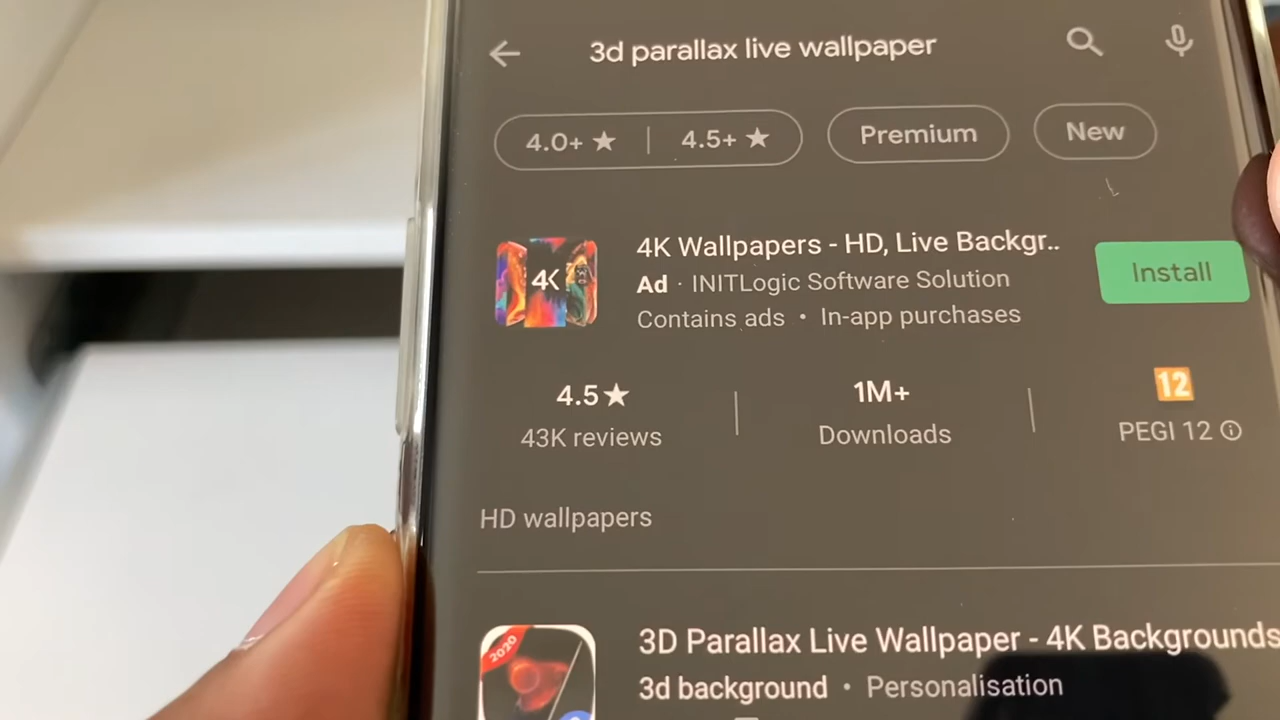 3d parallax live wallpaper
4.0+ ★ | 4.5+ ★ Premium New
4K
4K Wallpapers - HD, Live Backgr..
Ad · INITLogic Software Solution
Contains ads • In-app purchases
Install
4.5★ 1M+ 12
43K reviews Downloads PEGI 12
HD wallpapers
2020
3D Parallax Live Wallpaper - 4K Backgrounds
3d background • Personalisation